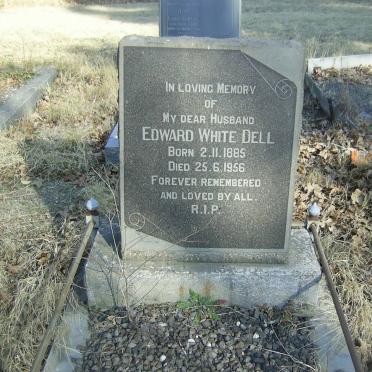 In Loving Memory
of
My dear Husband
Edward White Dell
Born 2.11.1885
Died 25.6.1956
Forever remembered
and loved by all.
R.I.P.